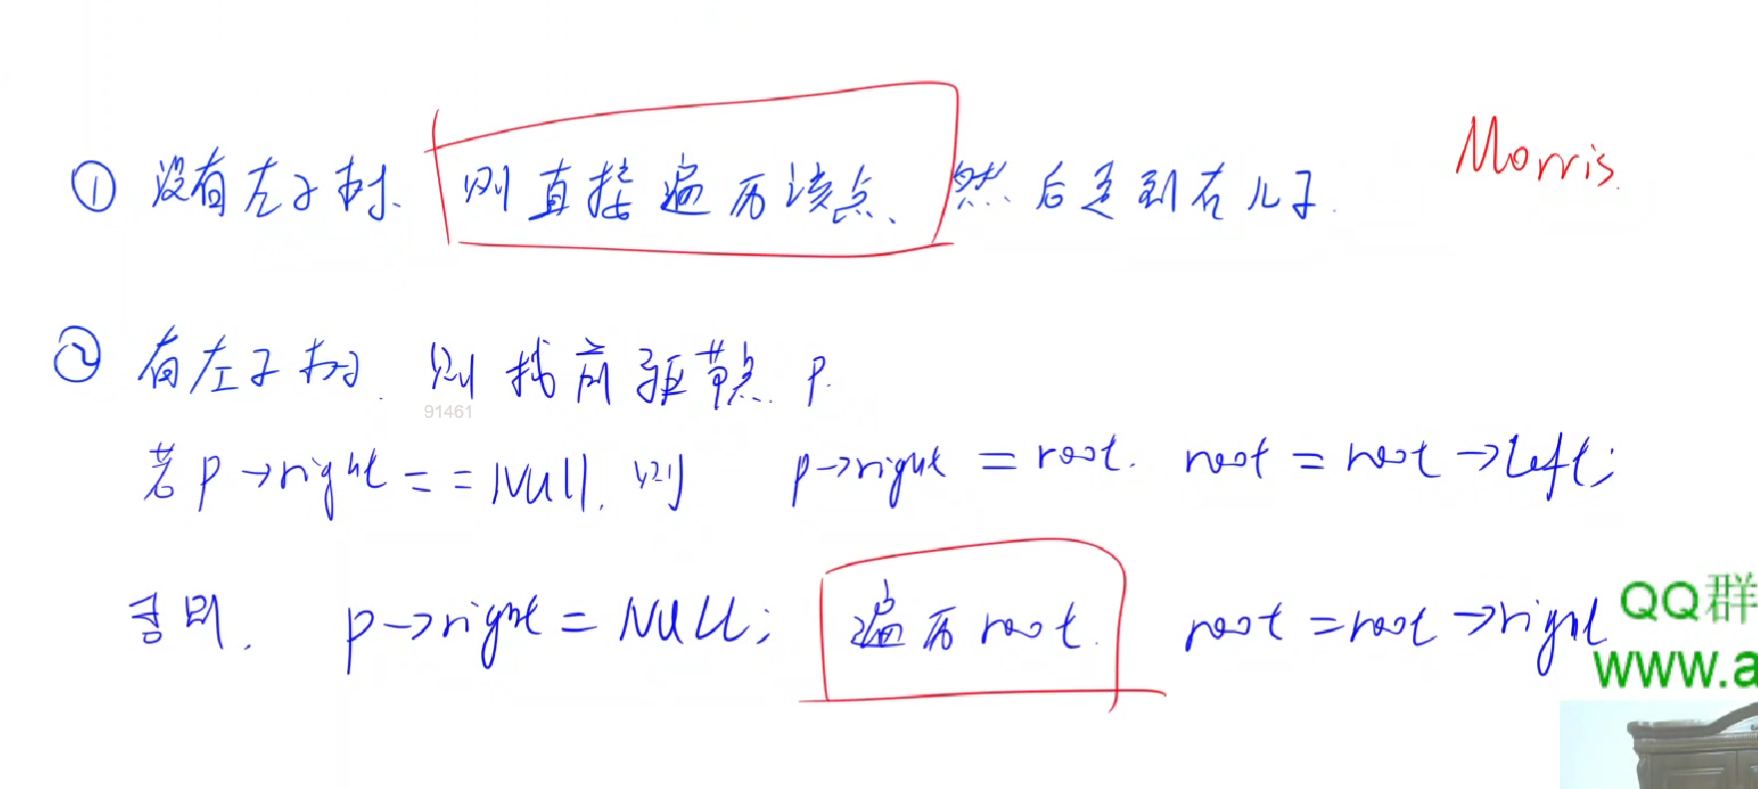 ① 没有左子树、则直接遍历该点、然后走到右儿子. Morris.
② 有左子树. 则找前驱节点 p.
91461
若 p→right == Null, 则 p→right = root. root = root→left;
否则, p→right = NULL; 遍历 root. root = root→right
QQ群
www.a